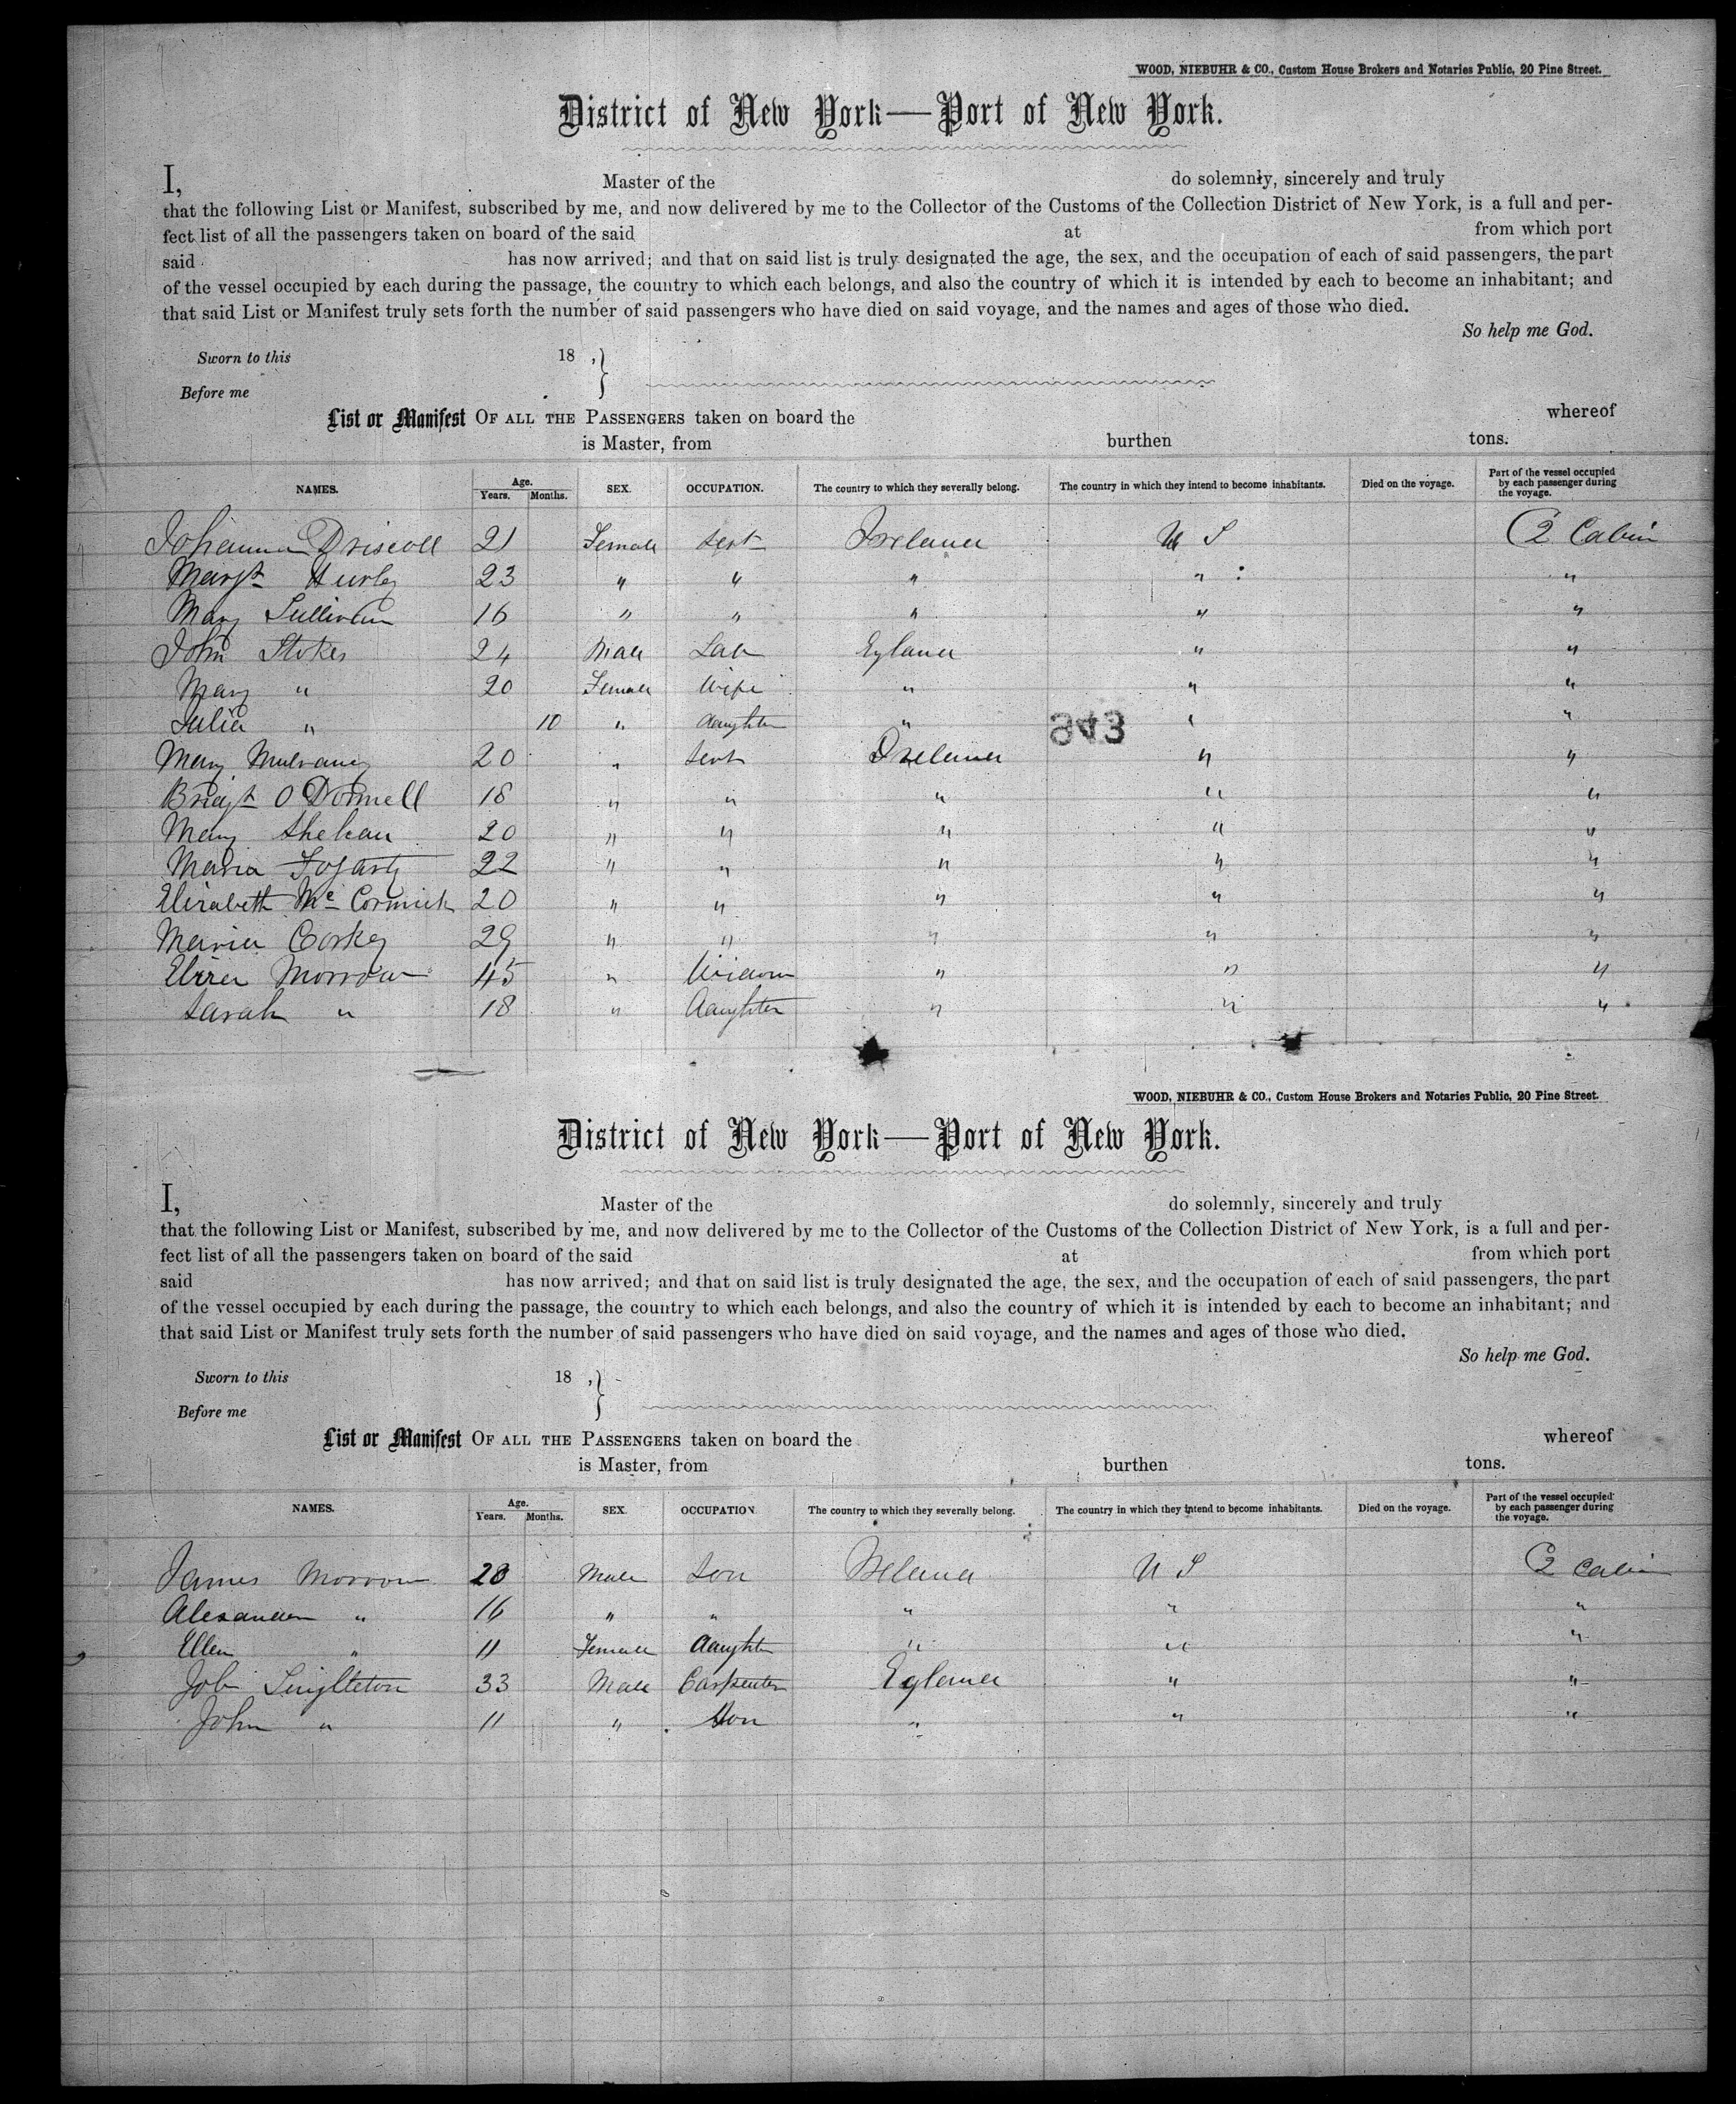 WOOD, NIEBUHR & CO., Custom House Brokers and Notaries Public, 20 Pine Street.
District of New York—Port of New York.
I, Master of the do solemnly, sincerely and truly
that the following List or Manifest, subscribed by me, and now delivered by me to the Collector of the Customs of the Collection District of New York, is a full and per-
fect list of all the passengers taken on board of the said at from which port
said has now arrived; and that on said list is truly designated the age, the sex, and the occupation of each of said passengers, the part
of the vessel occupied by each during the passage, the country to which each belongs, and also the country of which it is intended by each to become an inhabitant; and
that said List or Manifest truly sets forth the number of said passengers who have died on said voyage, and the names and ages of those who died.
So help me God.
Sworn to this 18 ,}
Before me
List or Manifest OF ALL THE PASSENGERS taken on board the whereof
is Master, from burthen tons.
NAMES. Age. Years. Months. SEX. OCCUPATION. The country to which they severally belong. The country in which they intend to become inhabitants. Died on the voyage. Part of the vessel occupied by each passenger during the voyage.
Johanna Driscoll 21 Female Servt Ireland U S 2 Cabin
Margt Hurley 23 " " " " "
Mary Sullivan 16 " " " " "
John Stokes 24 Male Lab England " "
Mary " 20 Female Wife " " "
Julia " 10 " daughter " " "
943
Mary Mulvaney 20 " Servt Ireland " "
Bridgt O Donnell 18 " " " " "
Mary Shehan 20 " " " " "
Maria Fogarty 22 " " " " "
Elizabeth Mc Cormick 20 " " " " "
Maria Corkey 29 " " " " "
Eliza Morrow 45 " Widow " " "
Sarah " 18 " daughter " " "
WOOD, NIEBUHR & CO., Custom House Brokers and Notaries Public, 20 Pine Street.
District of New York—Port of New York.
I, Master of the do solemnly, sincerely and truly
that the following List or Manifest, subscribed by me, and now delivered by me to the Collector of the Customs of the Collection District of New York, is a full and per-
fect list of all the passengers taken on board of the said at from which port
said has now arrived; and that on said list is truly designated the age, the sex, and the occupation of each of said passengers, the part
of the vessel occupied by each during the passage, the country to which each belongs, and also the country of which it is intended by each to become an inhabitant; and
that said List or Manifest truly sets forth the number of said passengers who have died on said voyage, and the names and ages of those who died.
So help me God.
Sworn to this 18 ,}
Before me
List or Manifest OF ALL THE PASSENGERS taken on board the whereof
is Master, from burthen tons.
NAMES. Age. Years. Months. SEX. OCCUPATION. The country to which they severally belong. The country in which they intend to become inhabitants. Died on the voyage. Part of the vessel occupied by each passenger during the voyage.
James Morrow 20 Male Son Ireland U S 2 Cabin
Alexander " 16 " " " " "
Ellen " 11 Female daughter " " "
Job Singlleton 33 Male Carpenter England " "
John " 11 " Son " " "